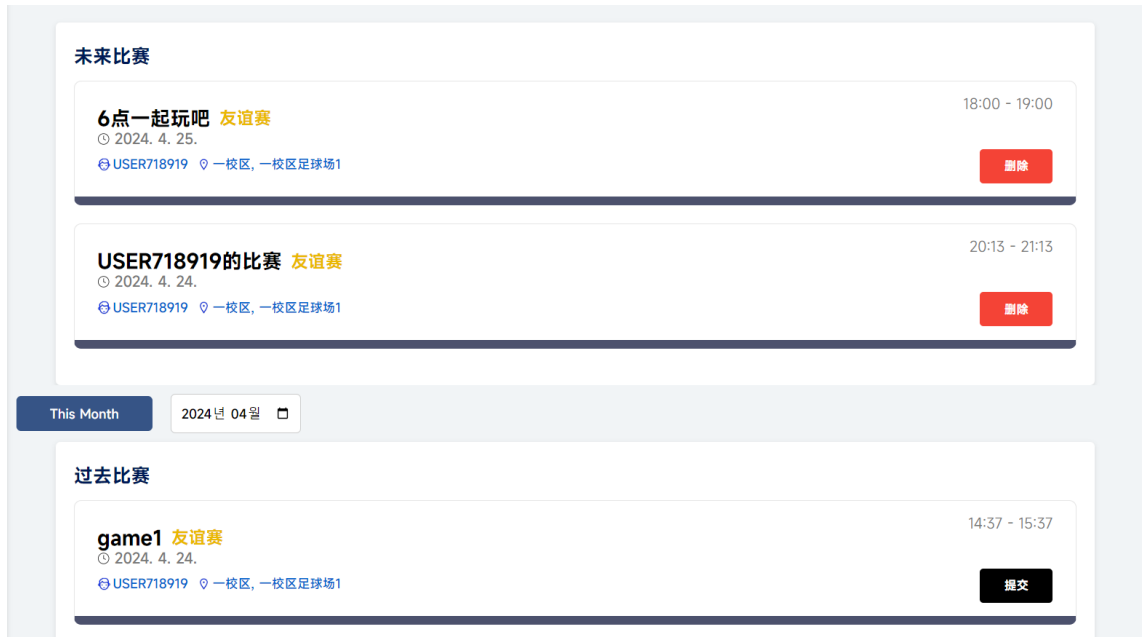 未来比赛
6点一起玩吧 友谊赛
18:00 - 19:00
2024. 4. 25.
USER718919 一校区, 一校区足球场1
删除
USER718919的比赛 友谊赛
20:13 - 21:13
2024. 4. 24.
USER718919 一校区, 一校区足球场1
删除
This Month
2024년 04월
过去比赛
game1 友谊赛
14:37 - 15:37
2024. 4. 24.
USER718919 一校区, 一校区足球场1
提交